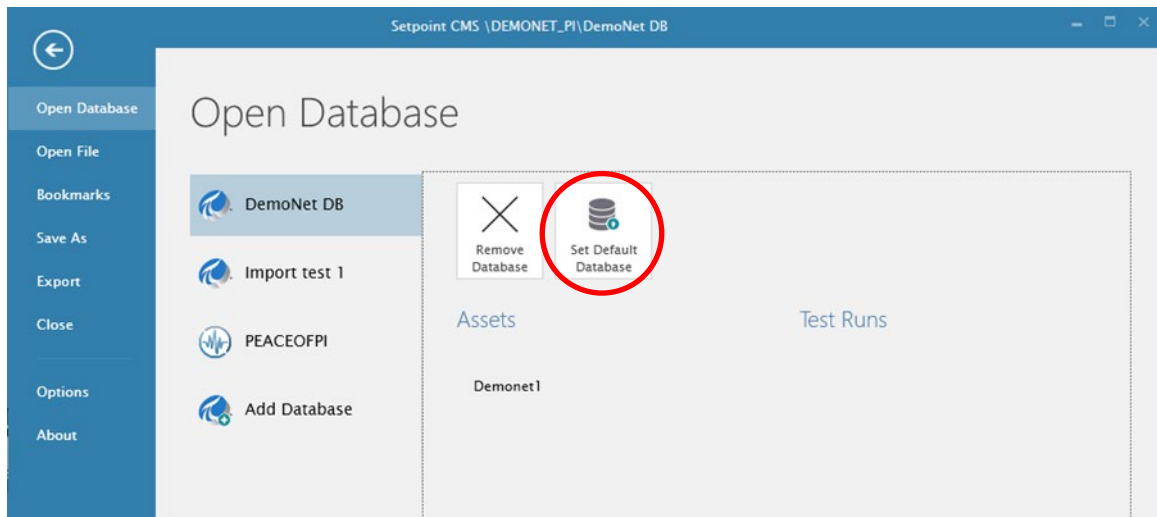 Setpoint CMS \DEMONET_PI\DemoNet DB
Open Database
Open File
Bookmarks
Save As
Export
Close
Options
About
Open Database
DemoNet DB
Import test 1
PEACEOFPI
Add Database
Remove
Database
Set Default
Database
Assets
Demonet1
Test Runs